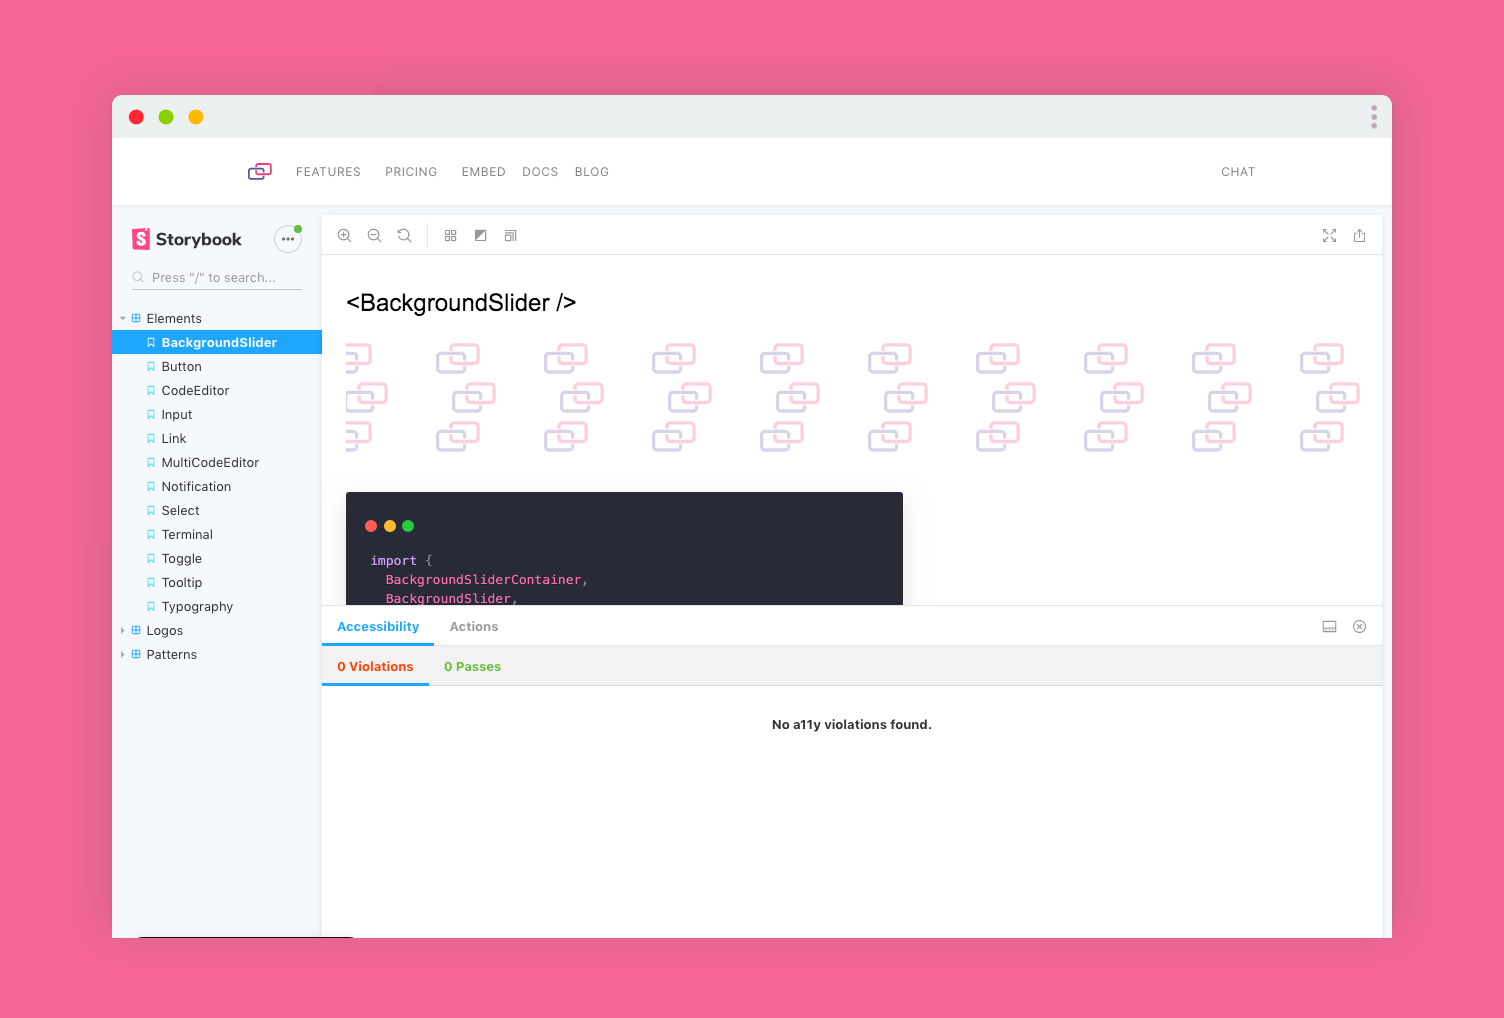 FEATURES PRICING EMBED DOCS BLOG CHAT
S Storybook
Press "/" to search...
Elements
BackgroundSlider
Button
CodeEditor
Input
Link
MultiCodeEditor
Notification
Select
Terminal
Toggle
Tooltip
Typography
Logos
Patterns
<BackgroundSlider />
import {
BackgroundSliderContainer,
BackgroundSlider,
Accessibility Actions
0 Violations 0 Passes
No a11y violations found.